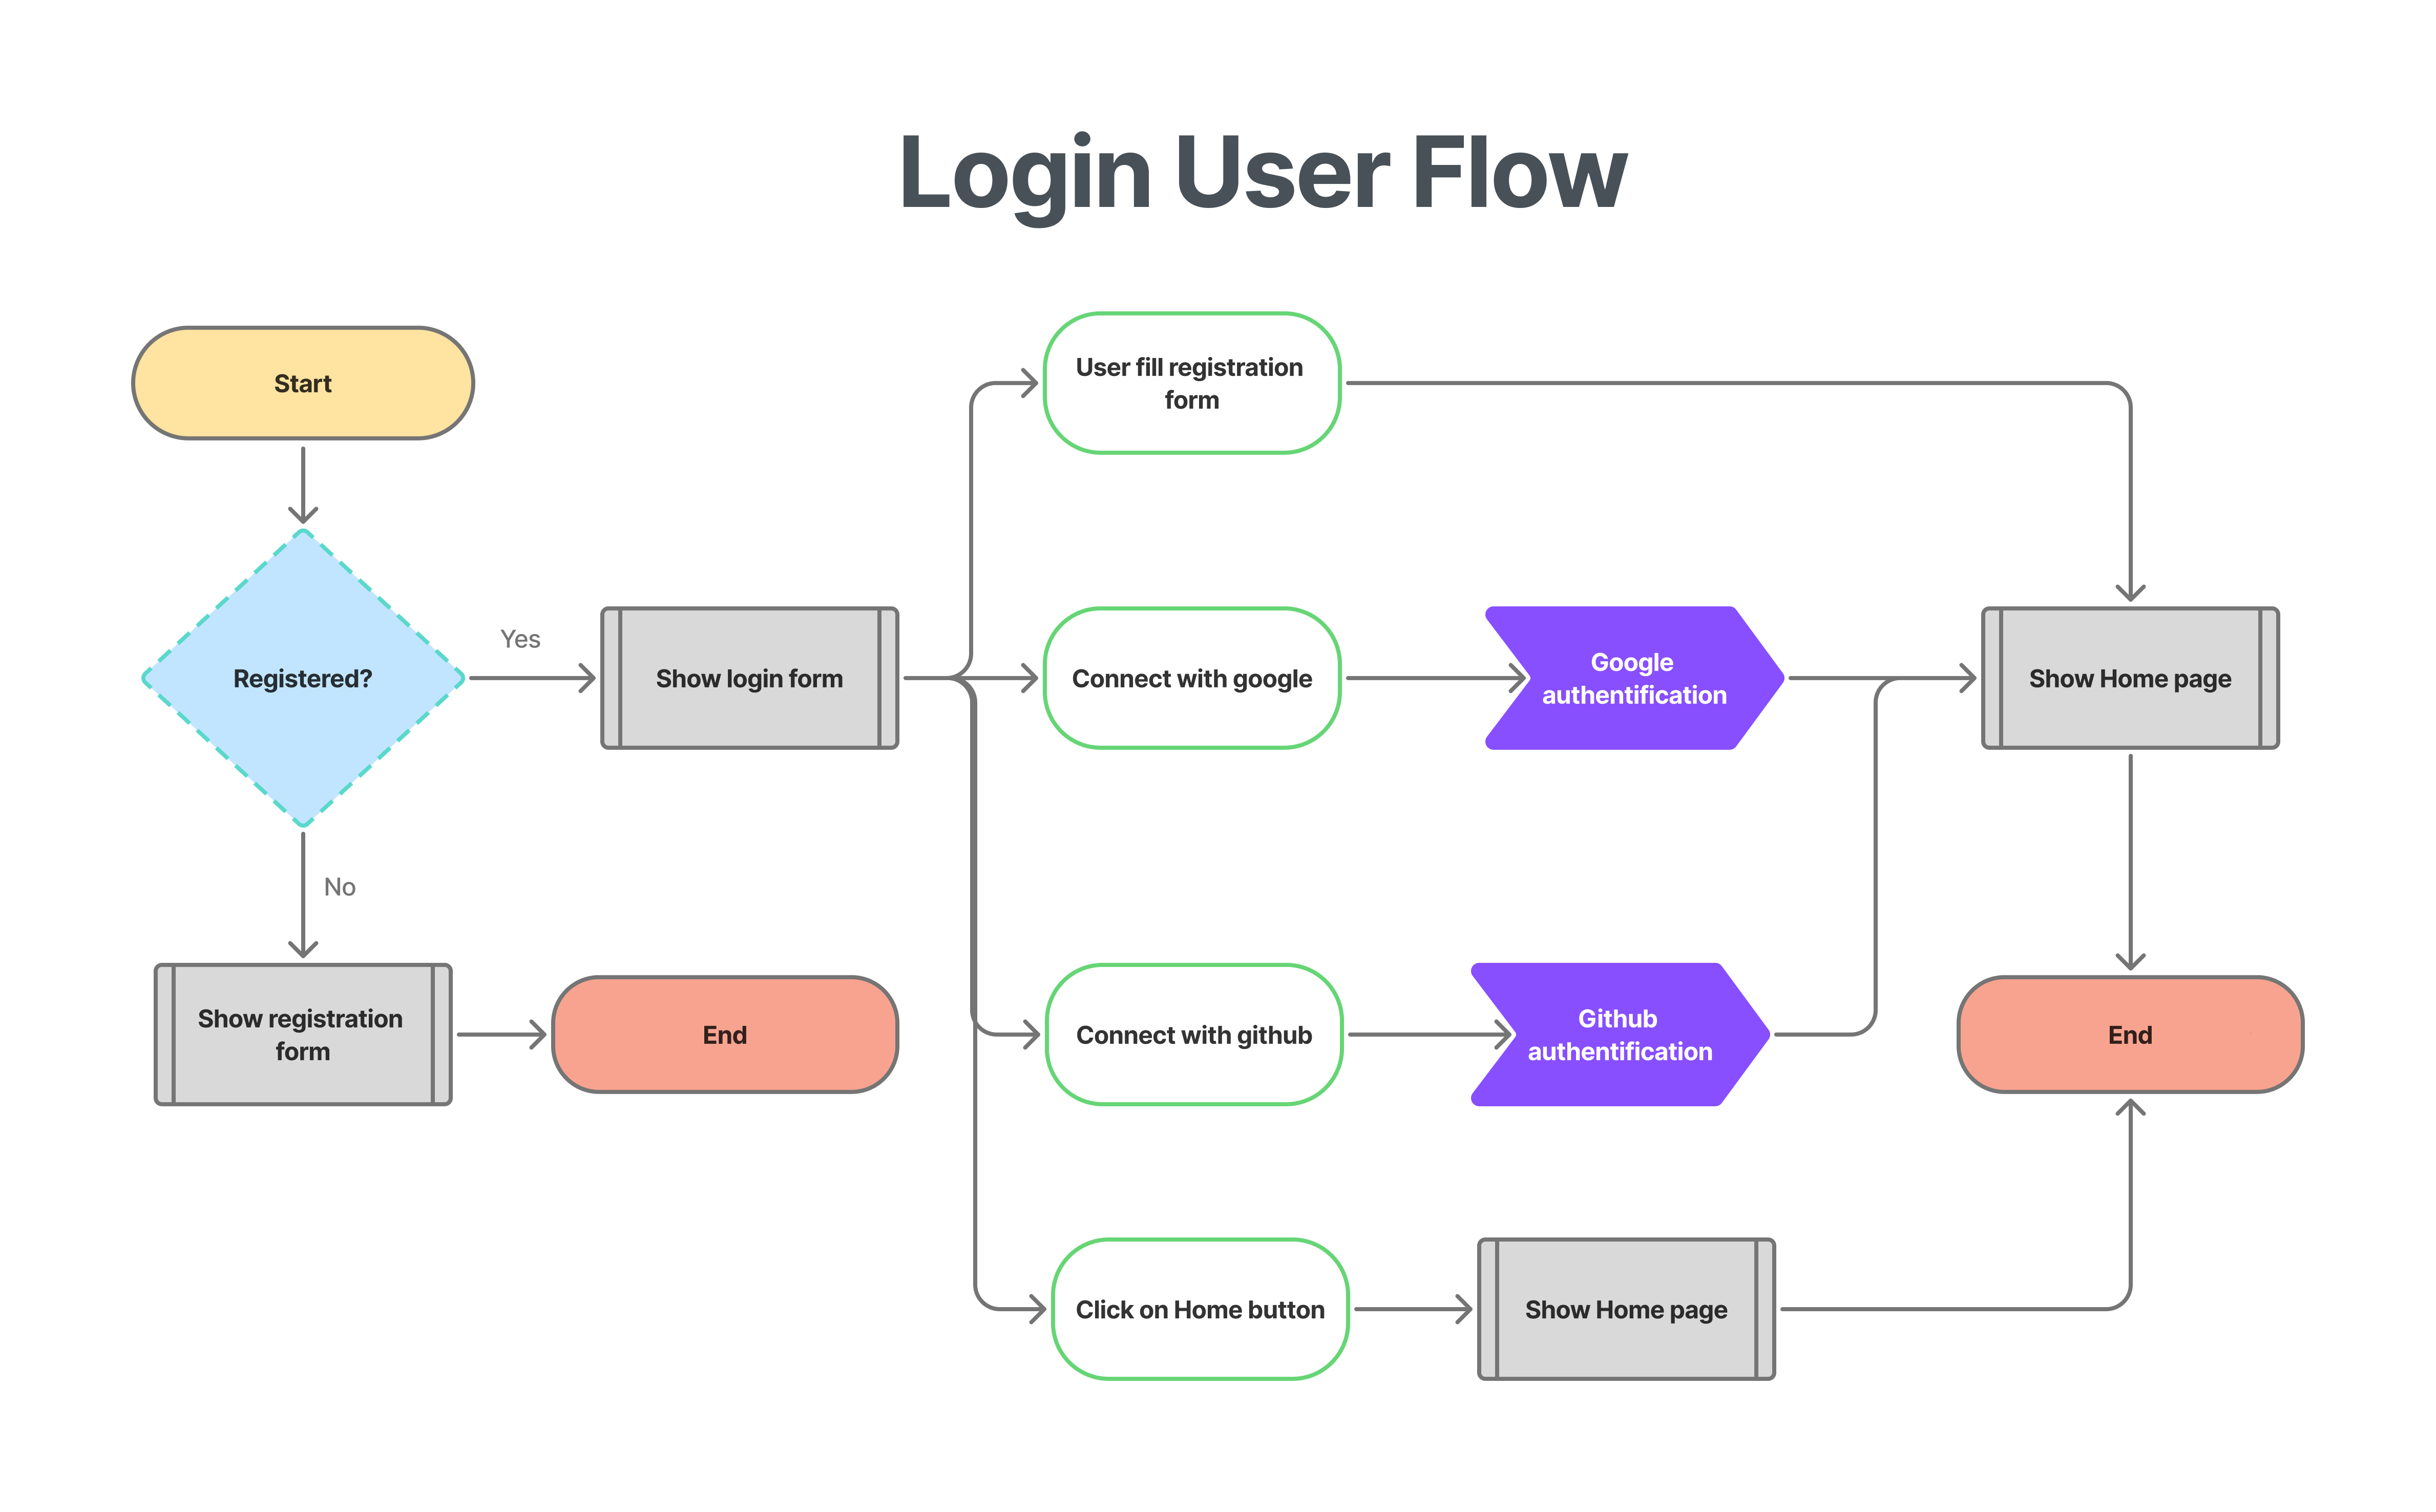 Login User Flow
Start
User fill registration
form
Yes
Registered?
Show login form
Connect with google
Google
authentification
Show Home page
No
Show registration
form
End
Connect with github
Github
authentification
End
Click on Home button
Show Home page